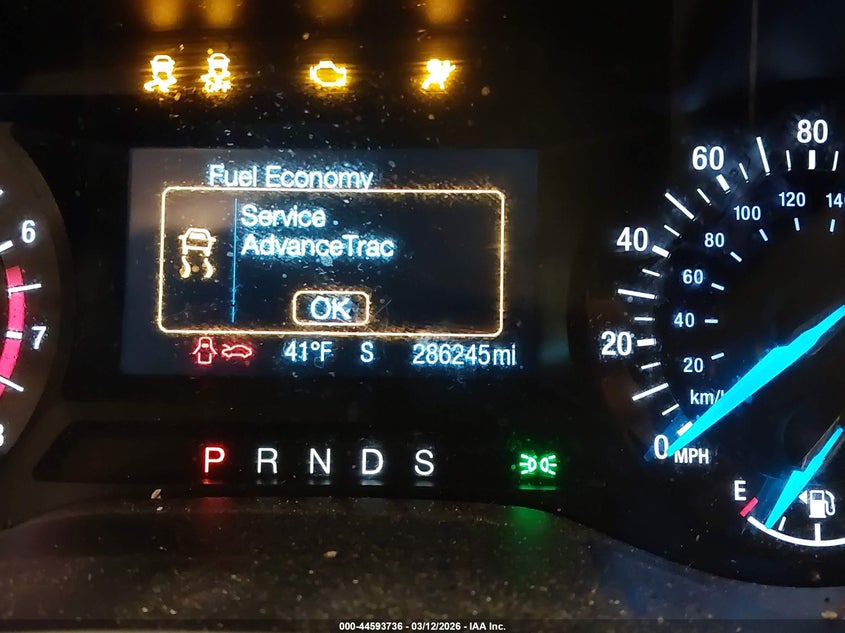 Fuel Economy
Service
AdvanceTrac
OK
41°F S 286245mi
P R N D S
6
7
80
60
40
20
0 MPH
120
100
80
60
40
20
km/
E
000-44593736 - 03/12/2026 - IAA Inc.